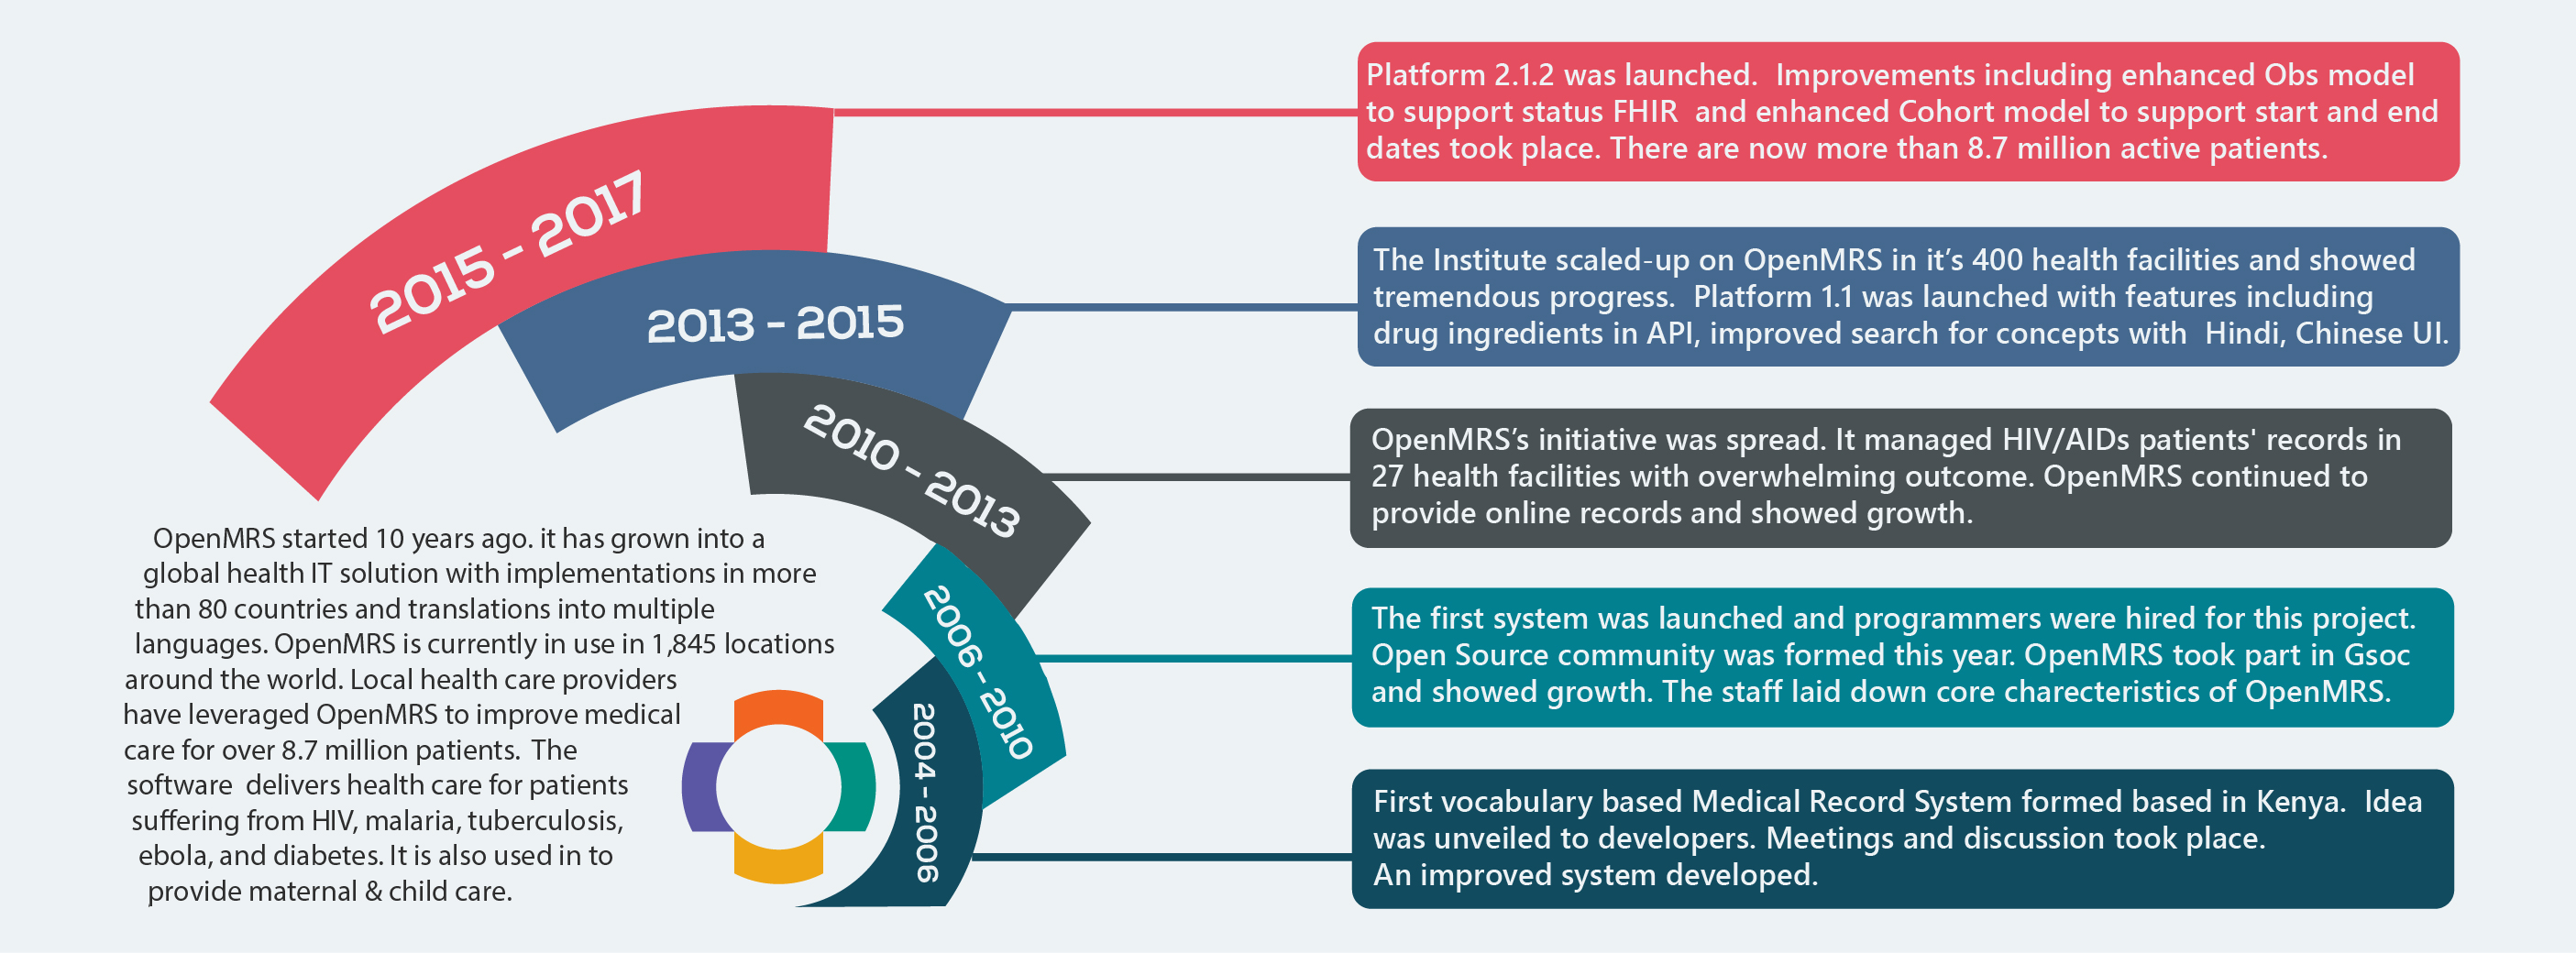 2015 - 2017
Platform 2.1.2 was launched.  Improvements including enhanced Obs model
to support status FHIR  and enhanced Cohort model to support start and end
dates took place. There are now more than 8.7 million active patients.
2013 - 2015
The Institute scaled-up on OpenMRS in it’s 400 health facilities and showed
tremendous progress.  Platform 1.1 was launched with features including
drug ingredients in API, improved search for concepts with  Hindi, Chinese UI.
2010 - 2013
OpenMRS’s initiative was spread. It managed HIV/AIDs patients' records in
27 health facilities with overwhelming outcome. OpenMRS continued to
provide online records and showed growth.
2006 - 2010
The first system was launched and programmers were hired for this project.
Open Source community was formed this year. OpenMRS took part in Gsoc
and showed growth. The staff laid down core charecteristics of OpenMRS.
2004 - 2006
First vocabulary based Medical Record System formed based in Kenya.  Idea
was unveiled to developers. Meetings and discussion took place.
An improved system developed.
OpenMRS started 10 years ago. it has grown into a
global health IT solution with implementations in more
than 80 countries and translations into multiple
languages. OpenMRS is currently in use in 1,845 locations
around the world. Local health care providers
have leveraged OpenMRS to improve medical
care for over 8.7 million patients.  The
software  delivers health care for patients
suffering from HIV, malaria, tuberculosis,
ebola, and diabetes. It is also used in to
provide maternal & child care.